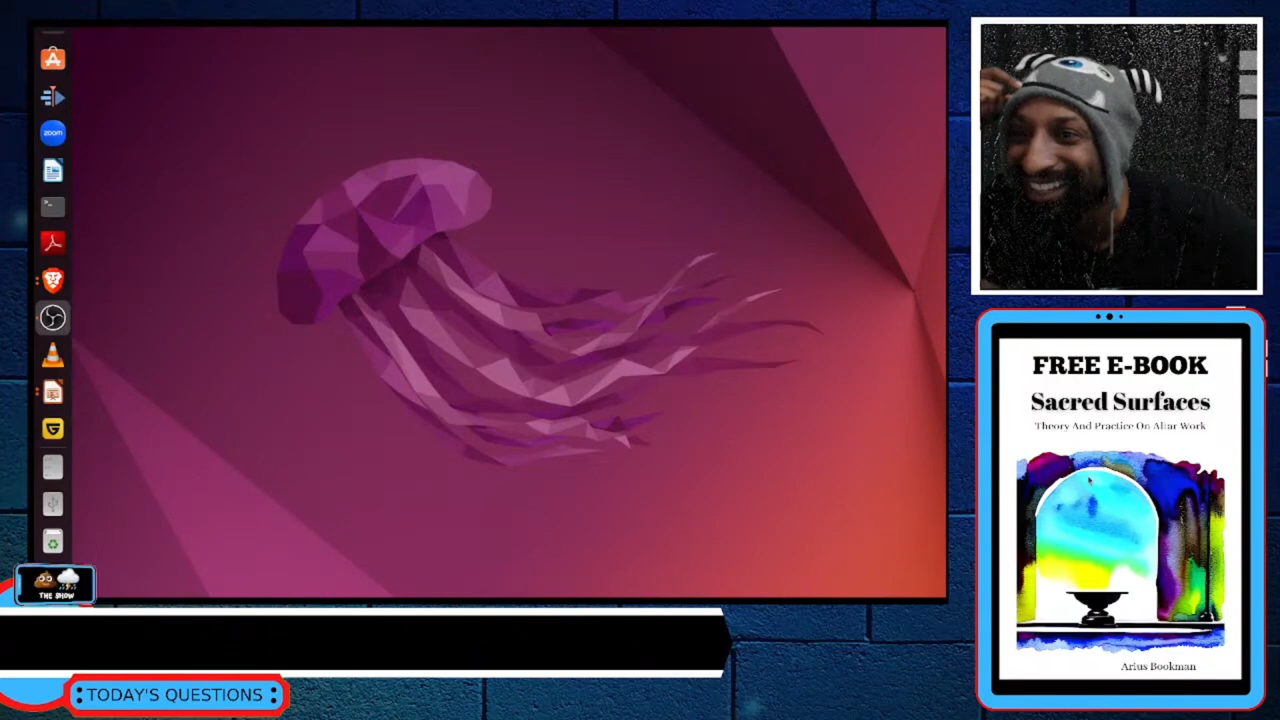 zoom
FREE E-BOOK
Sacred Surfaces
Theory And Practice On Altar Work
Arius Bookman
THE SHOW
TODAY'S QUESTIONS